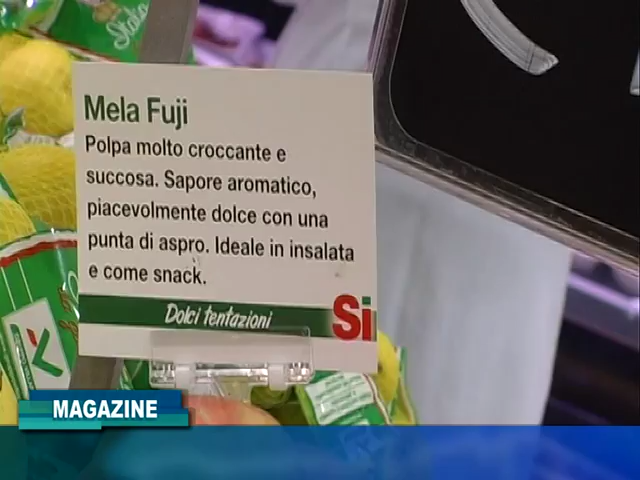 Mela Fuji
Polpa molto croccante e
succosa. Sapore aromatico,
piacevolmente dolce con una
punta di aspro. Ideale in insalata
e come snack.
Dolci tentazioni
Sì
MAGAZINE